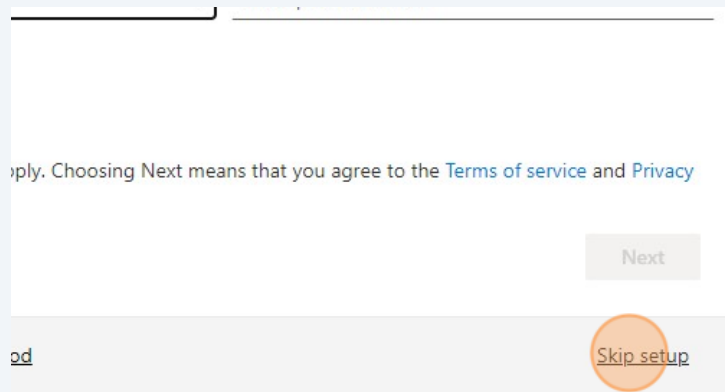 pply. Choosing Next means that you agree to the Terms of service and Privacy
Next
od
Skip setup